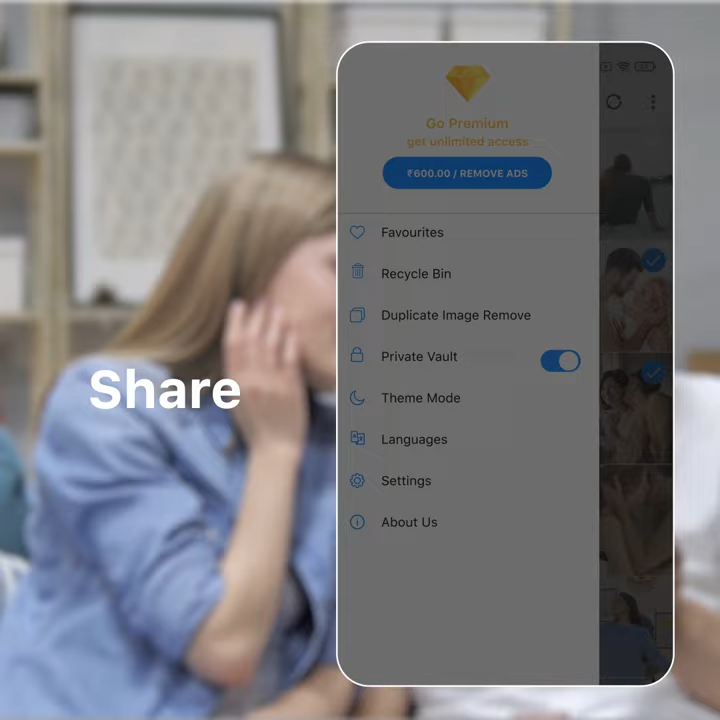 Share
Go Premium
get unlimited access
₹600.00 / REMOVE ADS
Favourites
Recycle Bin
Duplicate Image Remove
Private Vault
Theme Mode
Languages
Settings
About Us